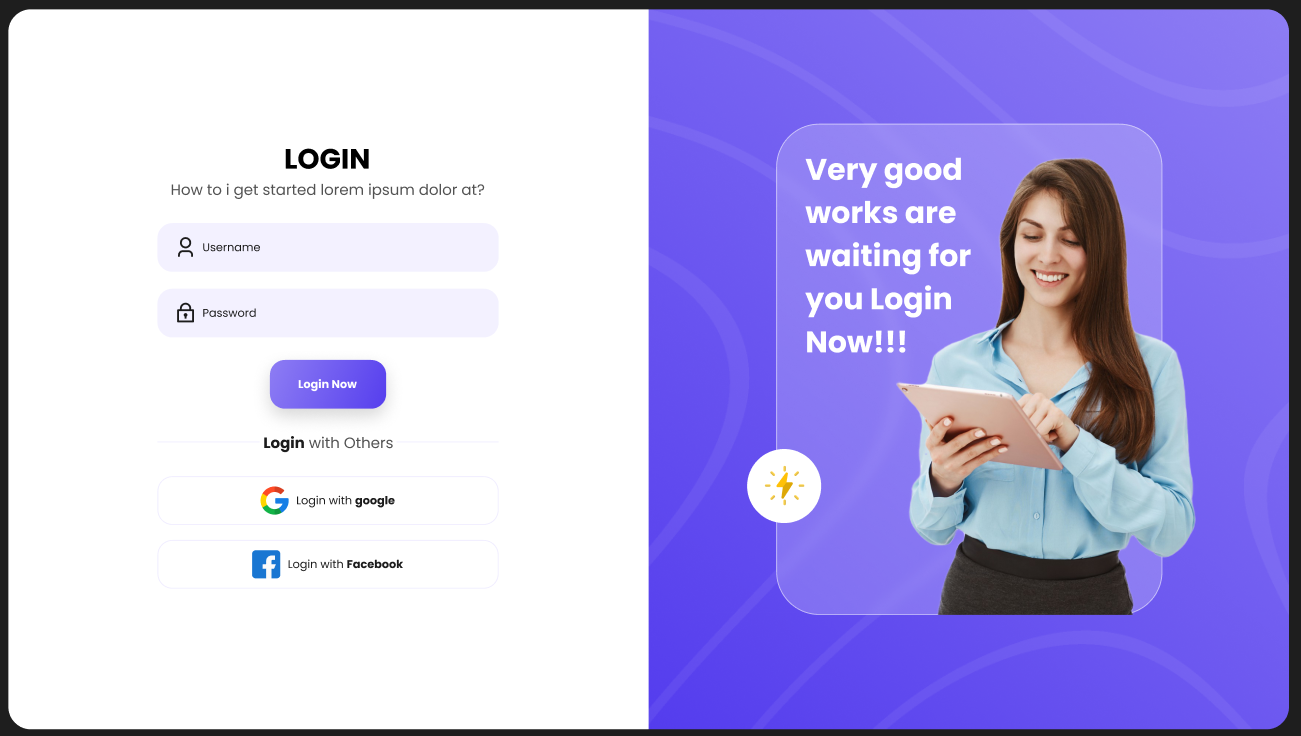 LOGIN
How to i get started lorem ipsum dolor at?
Username
Password
Login Now
Login with Others
Login with google
Login with Facebook
Very good
works are
waiting for
you Login
Now!!!